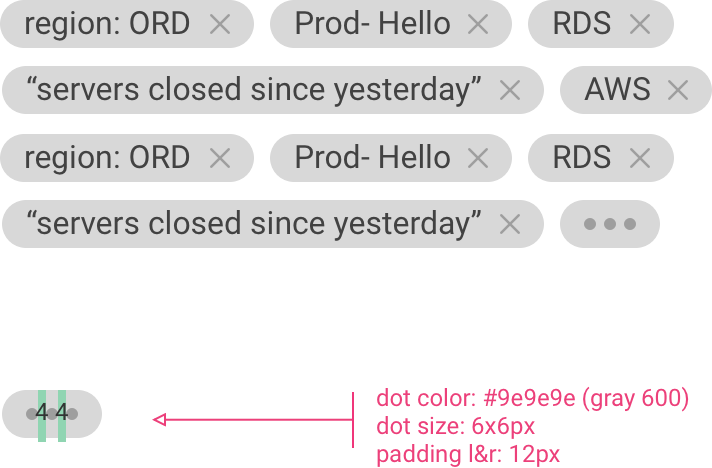 region: ORD Prod- Hello RDS
“servers closed since yesterday” AWS
region: ORD Prod- Hello RDS
“servers closed since yesterday”
4 4
dot color: #9e9e9e (gray 600)
dot size: 6x6px
padding l&r: 12px